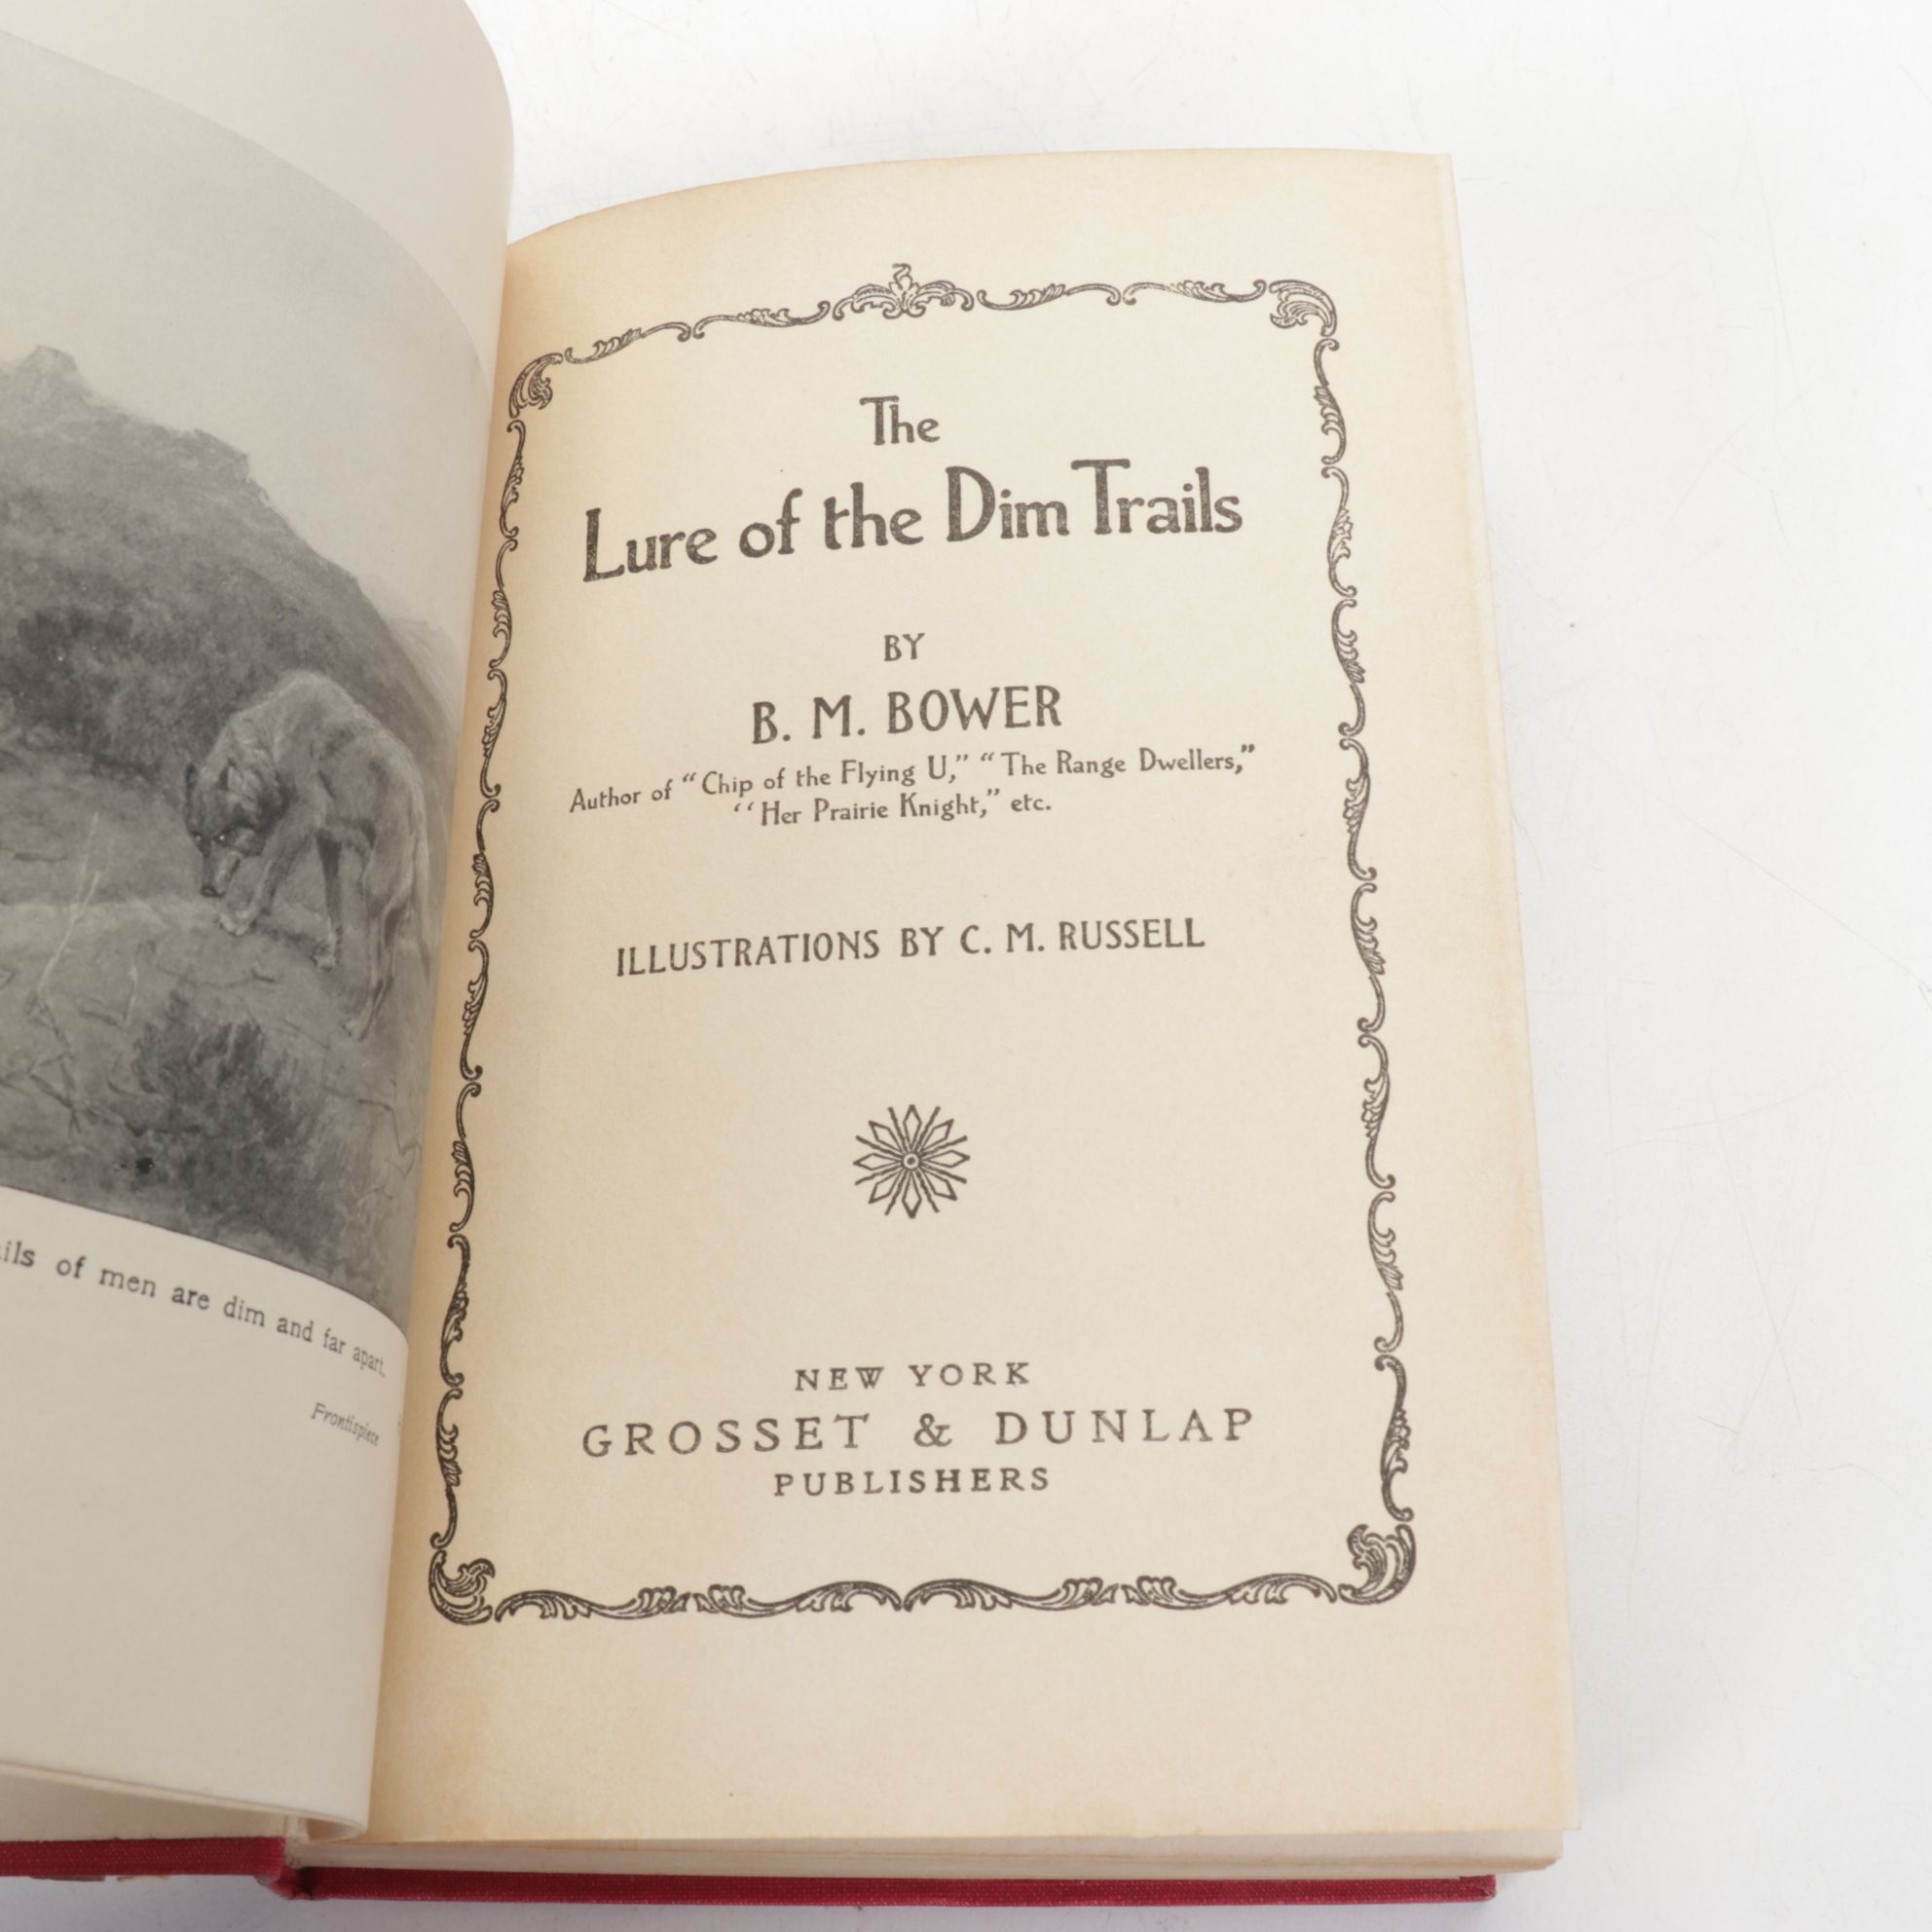 of men are dim and far apart.
Frontispiece
The
Lure of the Dim Trails
BY
B. M. BOWER
Author of “Chip of the Flying U,” “The Range Dwellers,”
“Her Prairie Knight,” etc.
ILLUSTRATIONS BY C. M. RUSSELL
NEW YORK
GROSSET & DUNLAP
PUBLISHERS